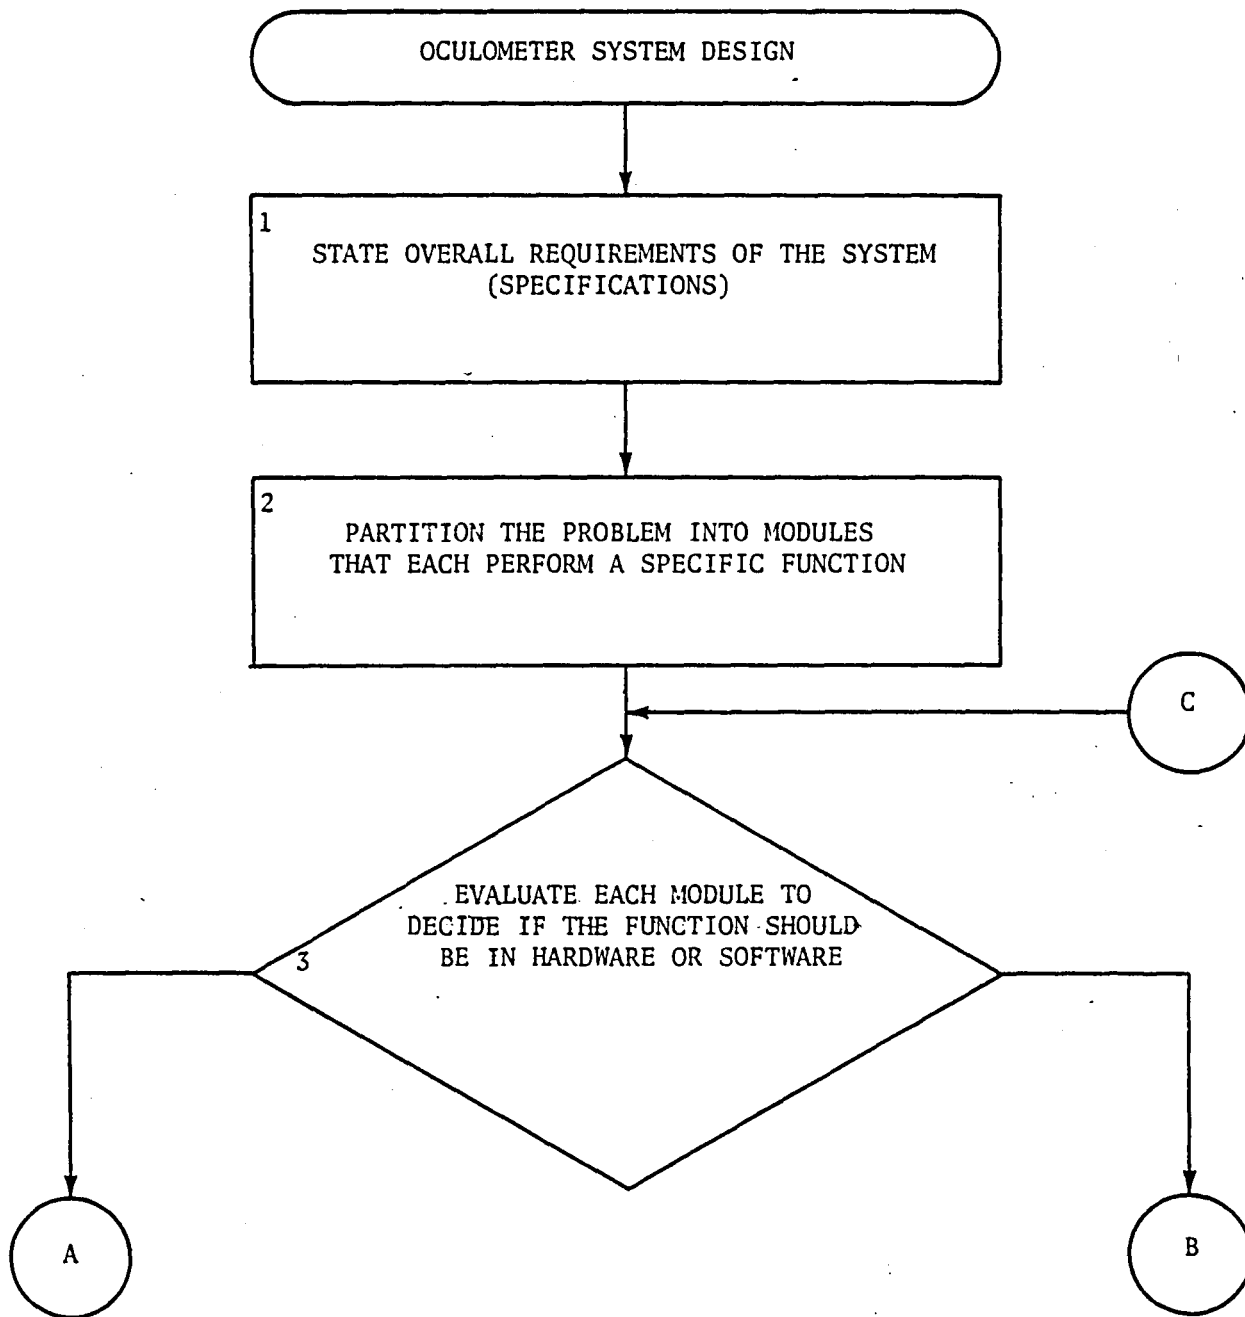 OCULOMETER SYSTEM DESIGN
1
STATE OVERALL REQUIREMENTS OF THE SYSTEM
(SPECIFICATIONS)
2
PARTITION THE PROBLEM INTO MODULES
THAT EACH PERFORM A SPECIFIC FUNCTION
C
EVALUATE EACH MODULE TO
DECIDE IF THE FUNCTION SHOULD
3
BE IN HARDWARE OR SOFTWARE
A
B